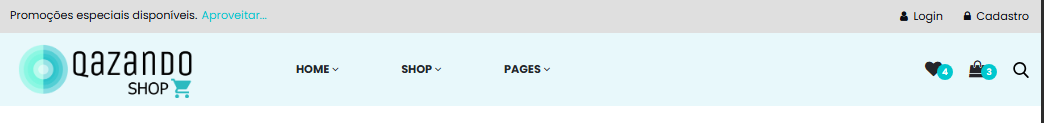 Promoções especiais disponíveis. Aproveitar...
Login
Cadastro
Qazando
SHOP
HOME
SHOP
PAGES
4
3